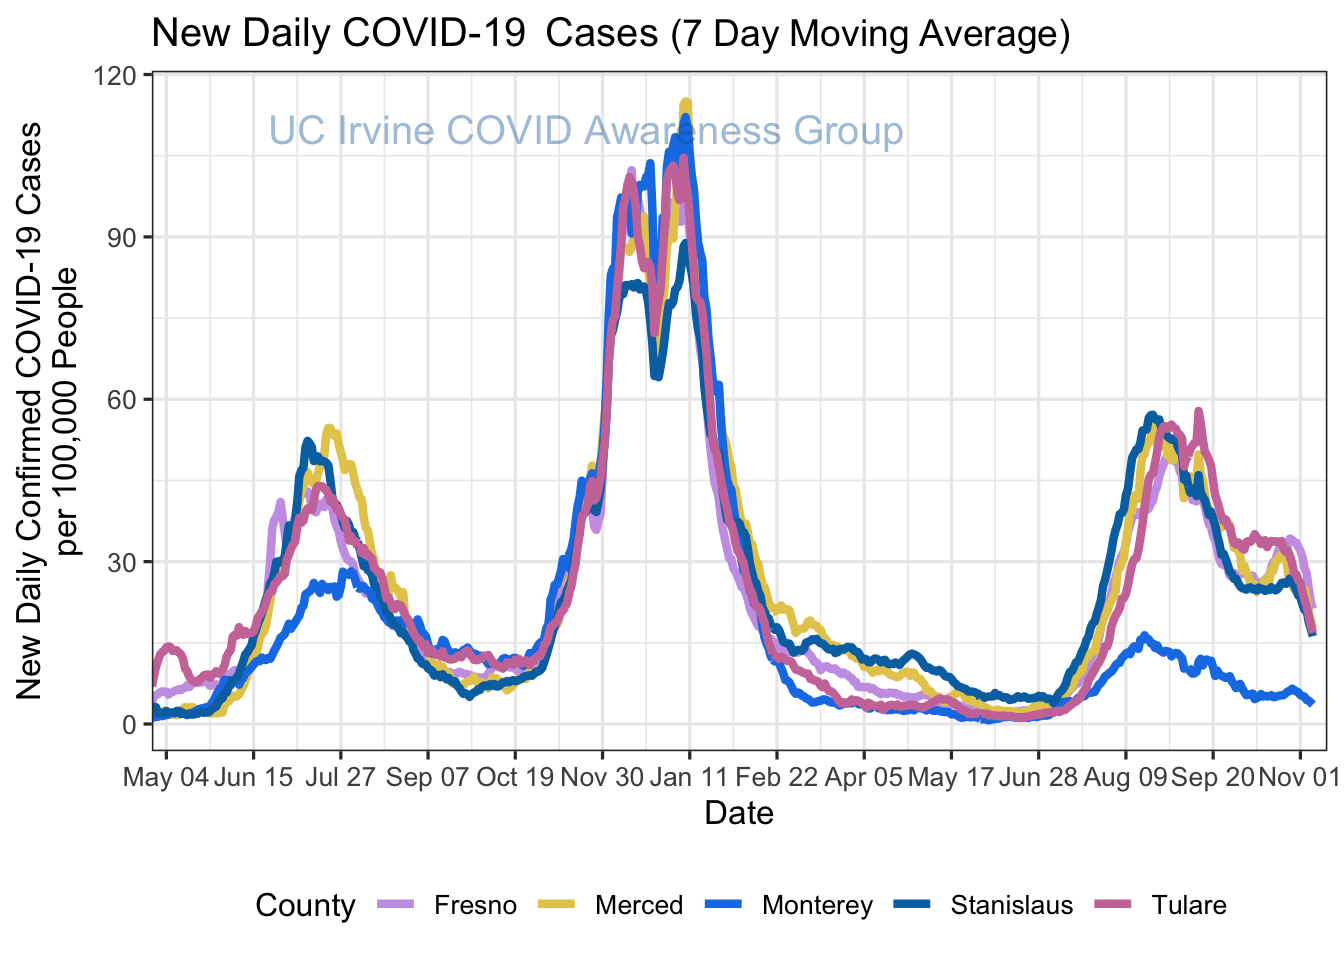 New Daily COVID-19  Cases (7 Day Moving Average)
UC Irvine COVID Awareness Group
New Daily Confirmed COVID-19 Cases
per 100,000 People
120
90
60
30
0
May 04 Jun 15 Jul 27 Sep 07 Oct 19 Nov 30 Jan 11 Feb 22 Apr 05 May 17 Jun 28 Aug 09 Sep 20 Nov 01
Date
County Fresno Merced Monterey Stanislaus Tulare